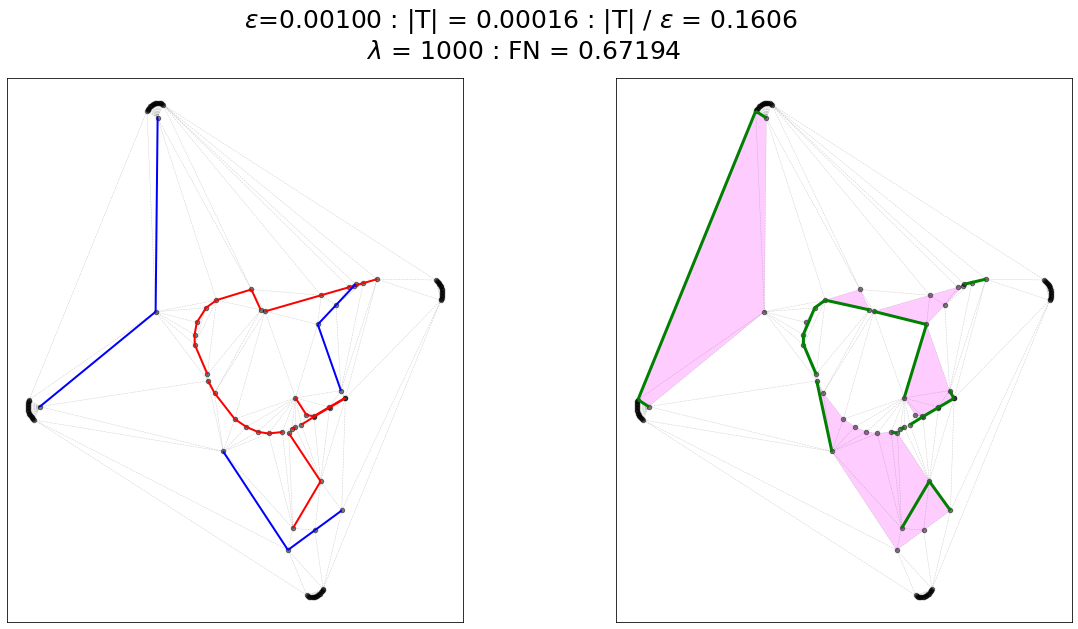 ε=0.00100 : |T| = 0.00016 : |T| / ε = 0.1606
λ = 1000 : FN = 0.67194